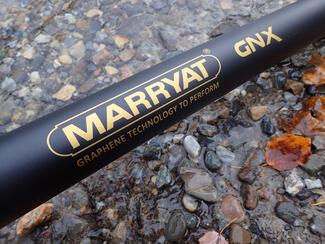 MARRYAT®
GRAPHENE TECHNOLOGY TO PERFORM
GNX